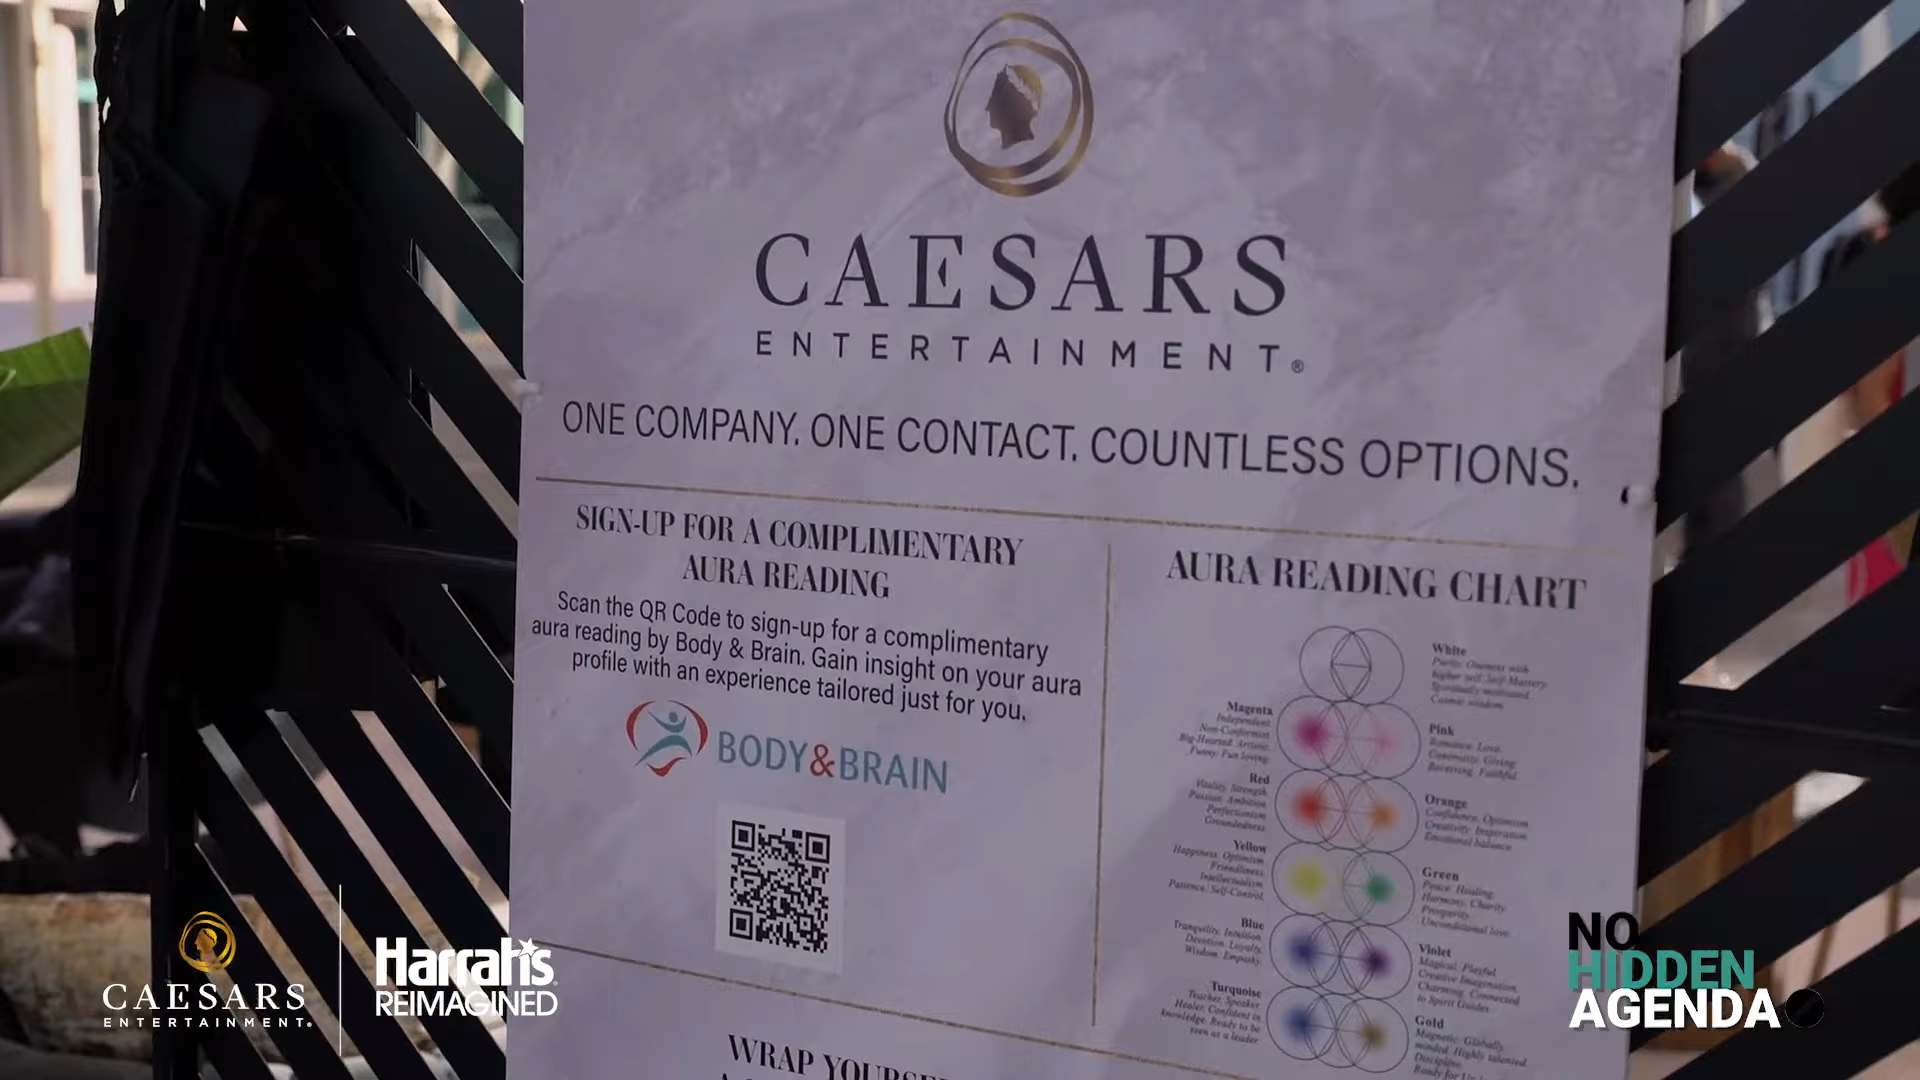 CAESARS
ENTERTAINMENT®
ONE COMPANY. ONE CONTACT. COUNTLESS OPTIONS.
SIGN-UP FOR A COMPLIMENTARY
AURA READING
Scan the QR Code to sign-up for a complimentary
aura reading by Body & Brain. Gain insight on your aura
profile with an experience tailored just for you.
BODY&BRAIN
WRAP
AURA READING CHART
White
Purity. Oneness with
higher self. Self-Mastery
Spiritually motivated.
Cosmic wisdom
Magenta
Independent.
Non-Conformist
Big-Hearted. Artistic.
Funny. Fun loving.
Pink
Romance. Love.
Generosity. Giving.
Receiving. Faithful.
Red
Vitality. Strength.
Passion. Ambition.
Perfectionism
Groundedness
Orange
Confidence. Optimism
Creativity. Inspiration
Emotional balance.
Yellow
Happiness. Optimism.
Friendliness.
Intellectualism.
Patience. Self-Control.
Green
Peace. Healing.
Harmony. Charity.
Prosperity.
Unconditional love.
Blue
Tranquility. Intuition.
Devotion. Loyalty.
Wisdom. Empathy.
Violet
Magical. Playful.
Creative Imagination.
Charming. Connected
to Spirit Guides.
Turquoise
Teacher. Speaker.
Healer. Confident in
knowledge. Ready to be
seen as a leader.
Gold
Magnetic. Globally
minded. Highly talented.
Discipline.
Ready for
CAESARS
ENTERTAINMENT®
Harrah's
REIMAGINED
NO
HIDDEN
AGENDA